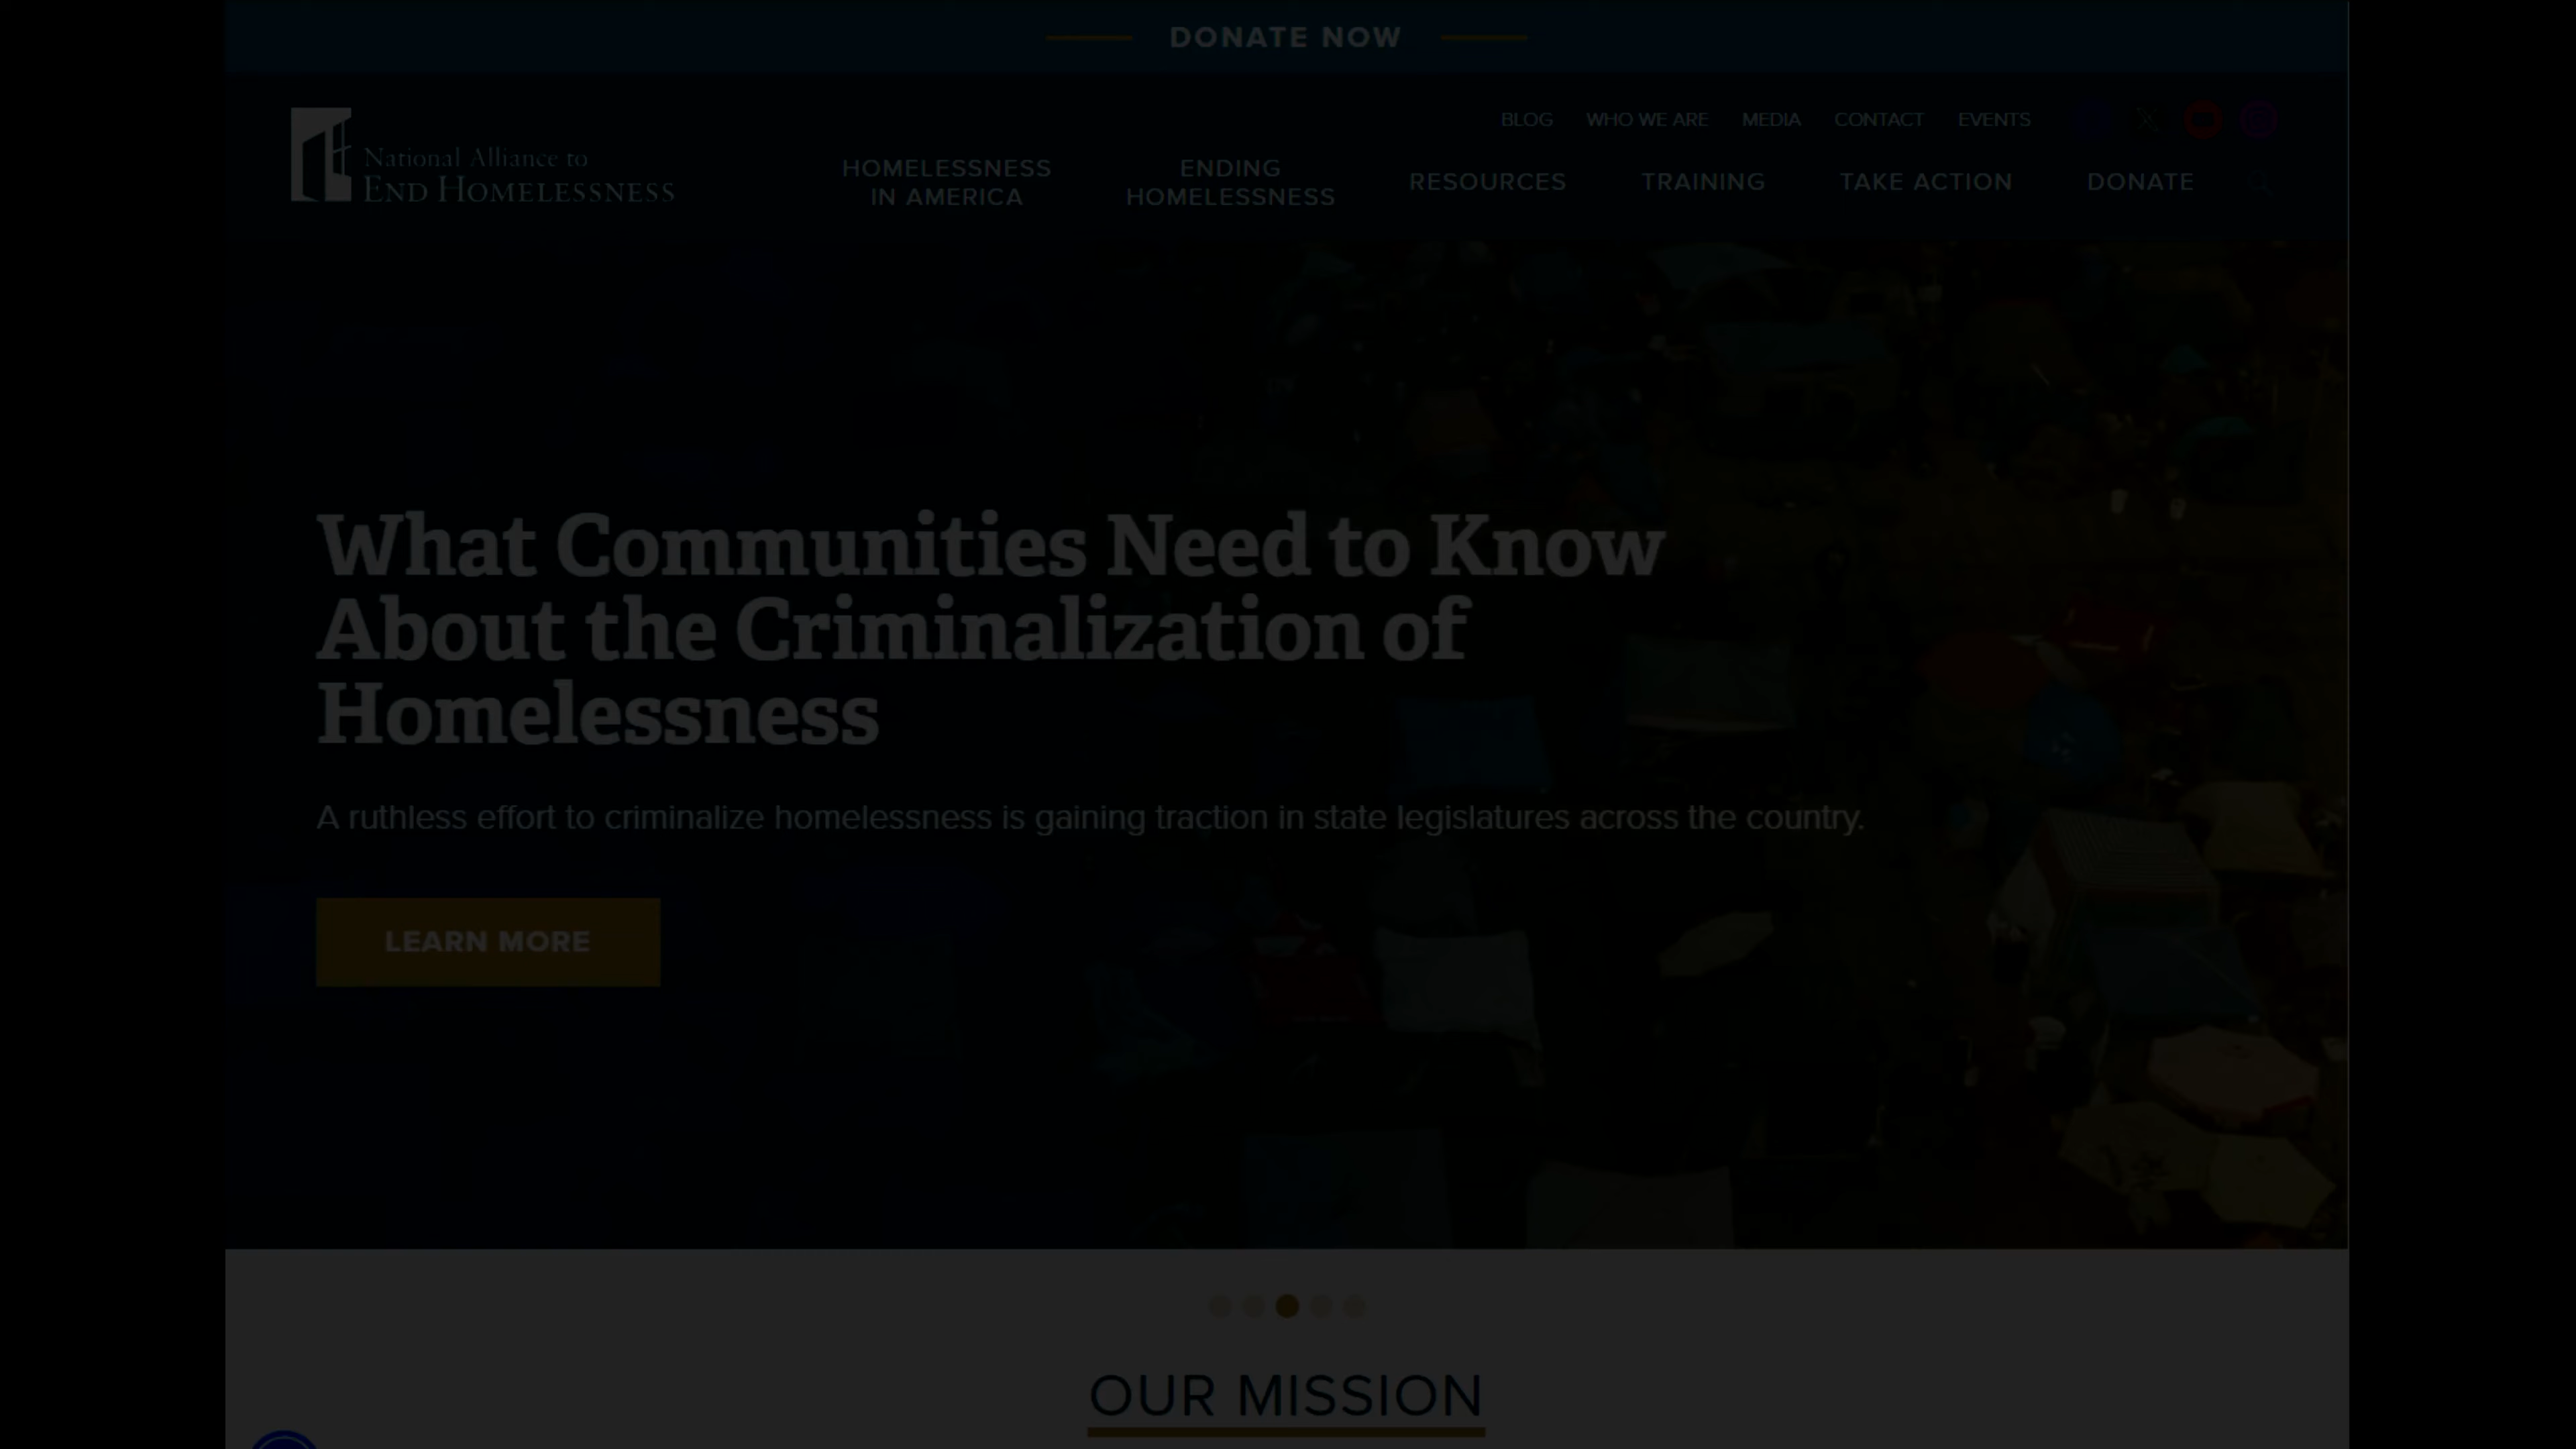 DONATE NOW
BLOG WHO WE ARE MEDIA CONTACT EVENTS
National Alliance to
END HOMELESSNESS
HOMELESSNESS
IN AMERICA
ENDING
HOMELESSNESS
RESOURCES
TRAINING
TAKE ACTION
DONATE
What Communities Need to Know
About the Criminalization of
Homelessness
A ruthless effort to criminalize homelessness is gaining traction in state legislatures across the country.
LEARN MORE
OUR MISSION